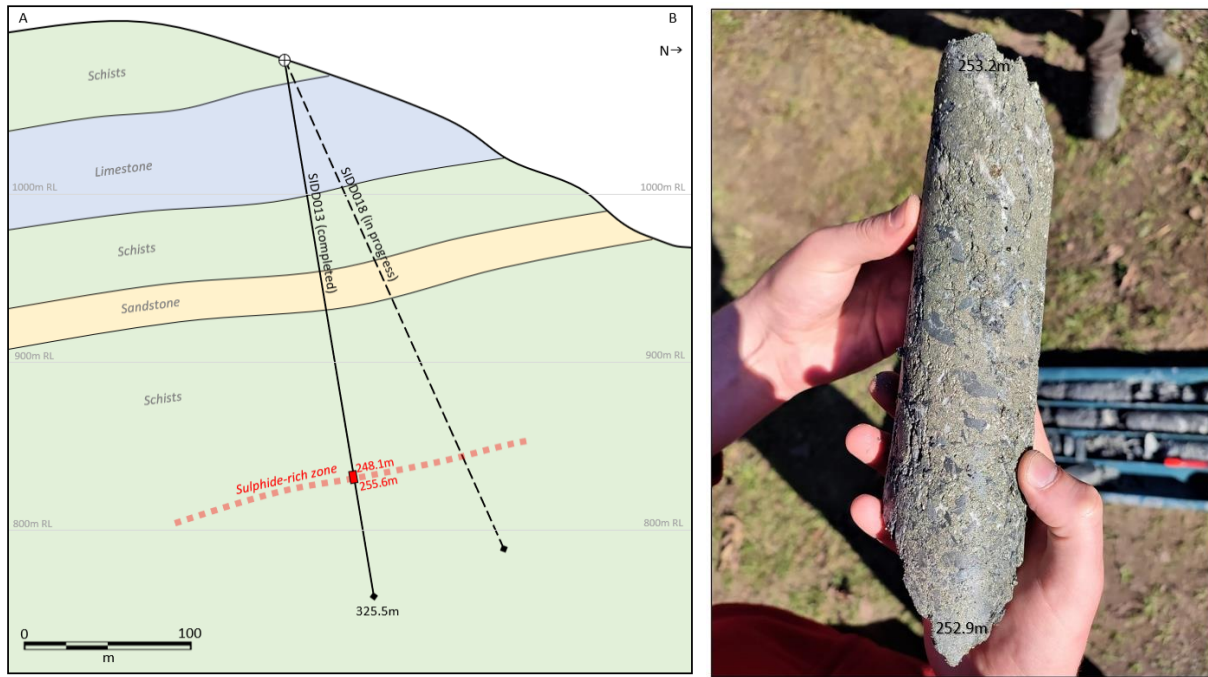 A
B
N→
Schists
Limestone
1000m RL
1000m RL
SIDD013 (completed)
SIDD018 (in progress)
Schists
Sandstone
900m RL
900m RL
Schists
Sulphide-rich zone
248.1m
255.6m
800m RL
800m RL
325.5m
0
100
m
253.2m
252.9m